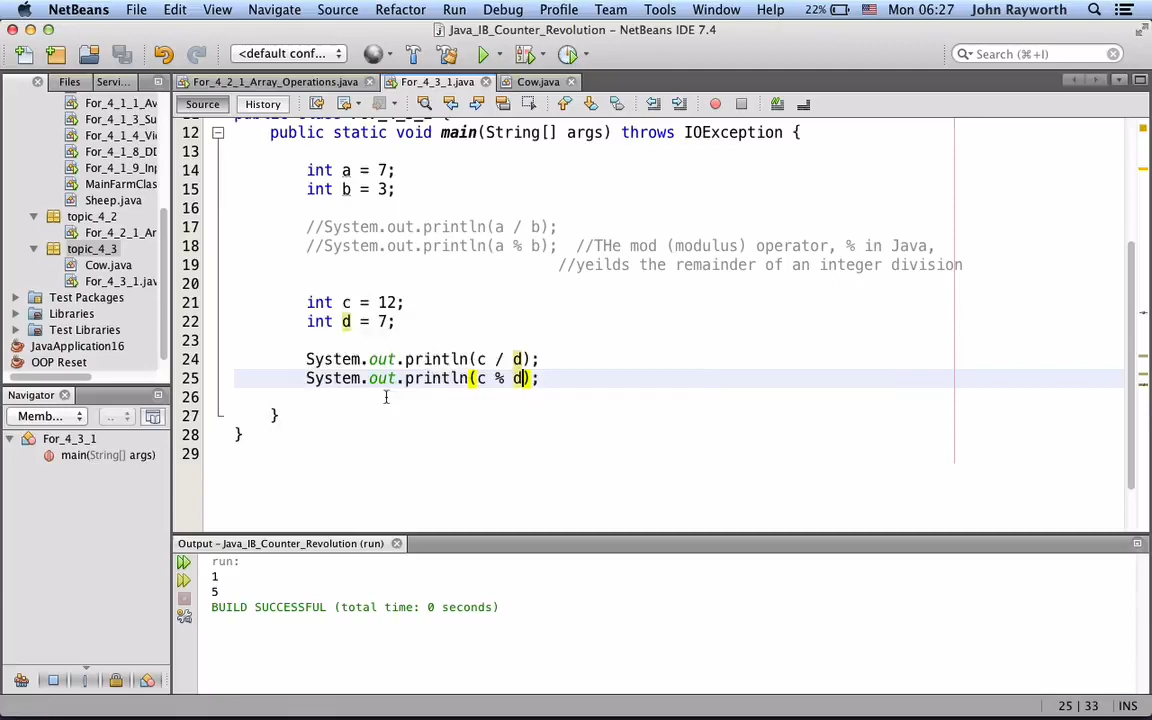 NetBeans File Edit View Navigate Source Refactor Run Debug Profile Team Tools Window Help 22% Mon 06:27 John Rayworth
Java_IB_Counter_Revolution – NetBeans IDE 7.4
<default conf... Search (⌘+I)
Files Servi... For_4_2_1_Array_Operations.java For_4_3_1.java Cow.java
Source History
For_4_1_1_Av
For_4_1_3_Su
For_4_1_4_Vi
For_4_1_8_DD
For_4_1_9_Inp
MainFarmClas
Sheep.java
topic_4_2
For_4_2_1_Ar
topic_4_3
Cow.java
For_4_3_1.jav
Test Packages
Libraries
Test Libraries
JavaApplication16
OOP Reset
12 public static void main(String[] args) throws IOException {
13
14 int a = 7;
15 int b = 3;
16
17 //System.out.println(a / b);
18 //System.out.println(a % b); //THe mod (modulus) operator, % in Java,
19 //yeilds the remainder of an integer division
20
21 int c = 12;
22 int d = 7;
23
24 System.out.println(c / d);
25 System.out.println(c % d);
26
27 }
28 }
29
Navigator
Memb...
For_4_3_1
main(String[] args)
Output – Java_IB_Counter_Revolution (run)
run:
1
5
BUILD SUCCESSFUL (total time: 0 seconds)
25 | 33 INS